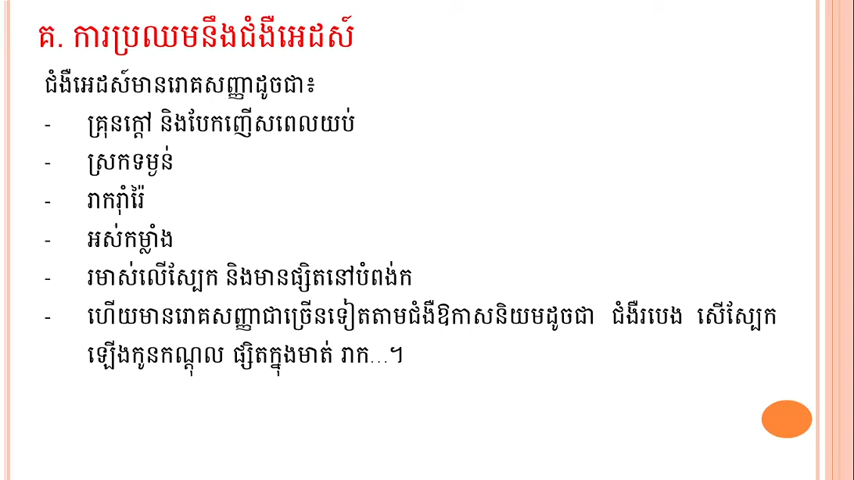 គ. ការប្រឈមនឹងជំងឺអេដស៍
ជំងឺអេដស៍មានរោគសញ្ញាដូចជា៖
- គ្រុនក្ដៅ និងបែកញើសពេលយប់
- ស្រកទម្ងន់
- រាករ៉ាំរ៉ៃ
- អស់កម្លាំង
- រមាស់លើស្បែក និងមានផ្សិតនៅបំពង់ក
- ហើយមានរោគសញ្ញាជាច្រើនទៀតតាមជំងឺឱកាសនិយមដូចជា ជំងឺរបេង សើស្បែក
ឡើងកូនកណ្ដុល ផ្សិតក្នុងមាត់ រាក...។